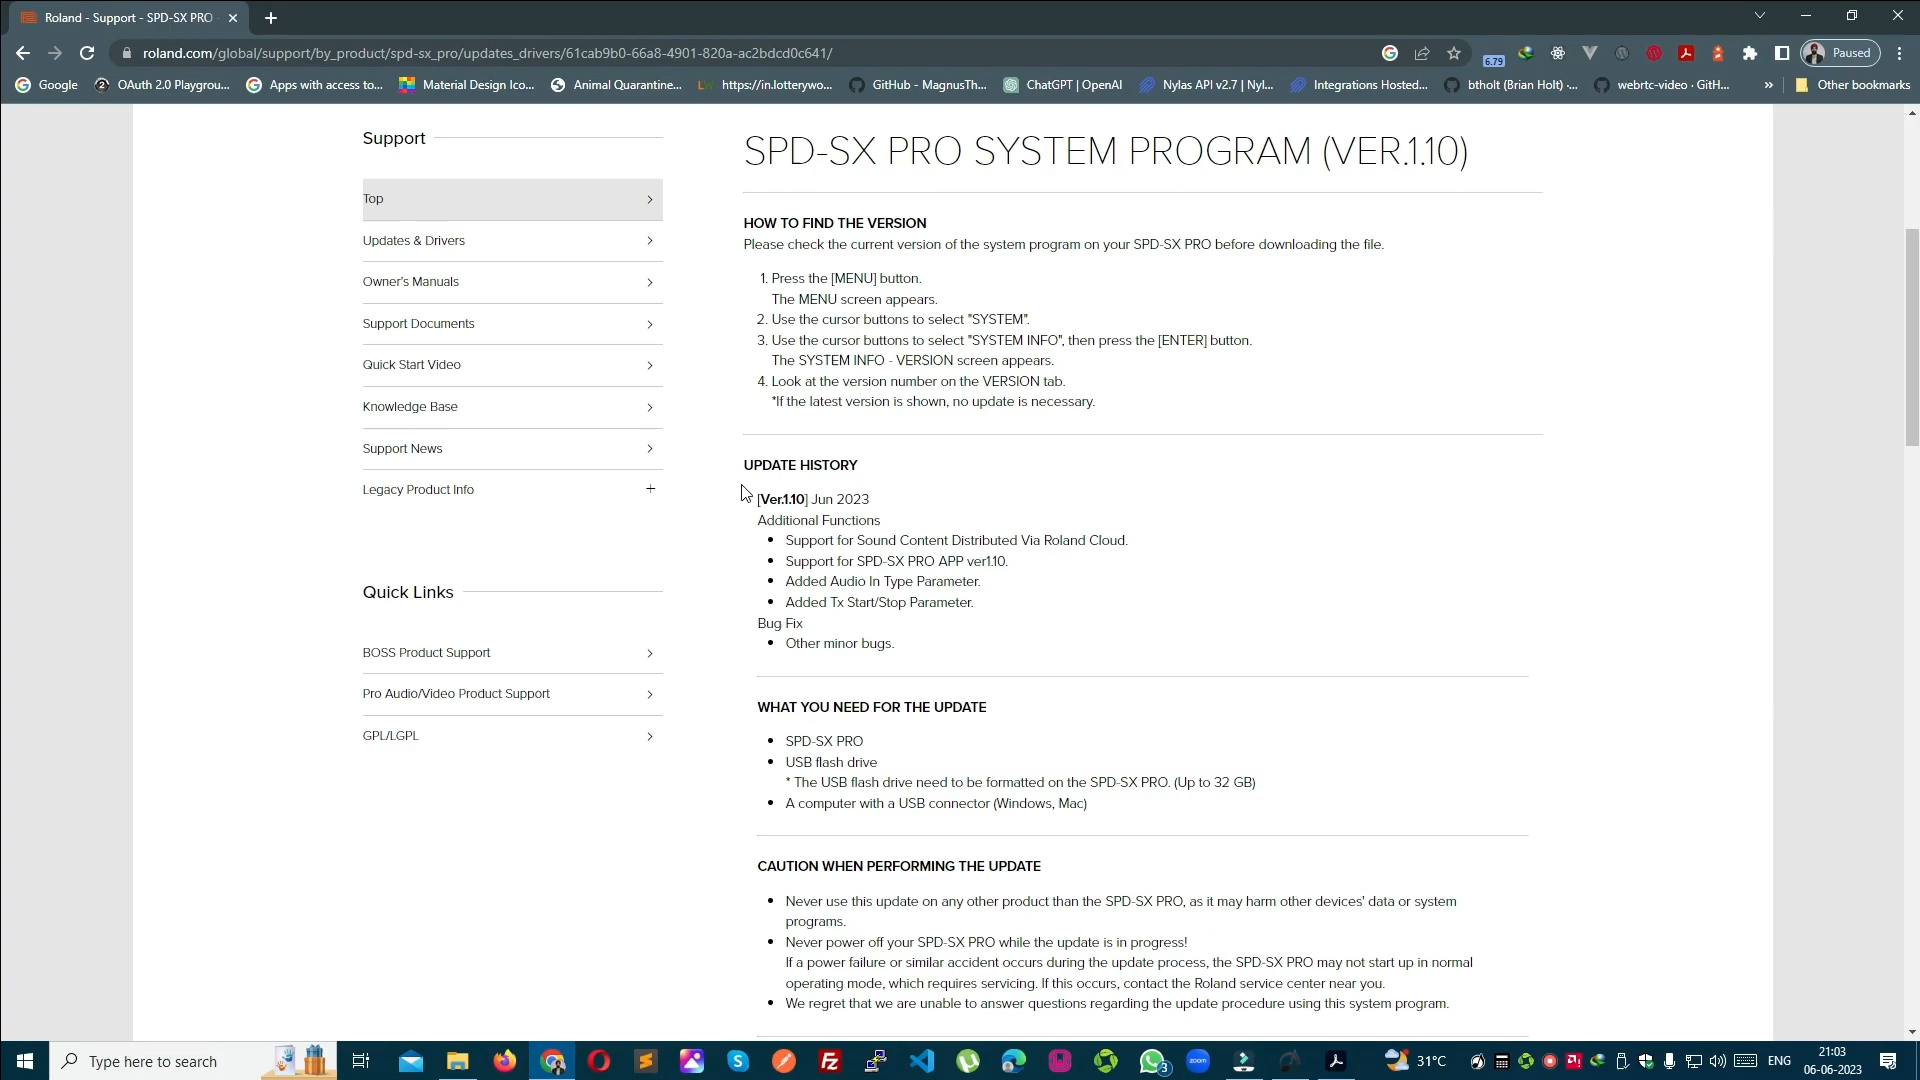 Roland - Support - SPD-SX PRO
roland.com/global/support/by_product/spd-sx_pro/updates_drivers/61cab9b0-66a8-4901-820a-ac2bdcd0c641/
6.79
Paused
Google
OAuth 2.0 Playgrou...
Apps with access to...
Material Design Ico...
Animal Quarantine...
https://in.lotterywo...
GitHub - MagnusTh...
ChatGPT | OpenAI
Nylas API v2.7 | Nyl...
Integrations Hosted...
btholt (Brian Holt) ·...
webrtc-video · GitH...
»
Other bookmarks
Support
Top
Updates & Drivers
Owner's Manuals
Support Documents
Quick Start Video
Knowledge Base
Support News
Legacy Product Info
Quick Links
BOSS Product Support
Pro Audio/Video Product Support
GPL/LGPL
SPD-SX PRO SYSTEM PROGRAM (VER.1.10)
HOW TO FIND THE VERSION
Please check the current version of the system program on your SPD-SX PRO before downloading the file.
1. Press the [MENU] button.
The MENU screen appears.
2. Use the cursor buttons to select "SYSTEM".
3. Use the cursor buttons to select "SYSTEM INFO", then press the [ENTER] button.
The SYSTEM INFO - VERSION screen appears.
4. Look at the version number on the VERSION tab.
*If the latest version is shown, no update is necessary.
UPDATE HISTORY
[Ver.1.10] Jun 2023
Additional Functions
• Support for Sound Content Distributed Via Roland Cloud.
• Support for SPD-SX PRO APP ver1.10.
• Added Audio In Type Parameter.
• Added Tx Start/Stop Parameter.
Bug Fix
• Other minor bugs.
WHAT YOU NEED FOR THE UPDATE
• SPD-SX PRO
• USB flash drive
* The USB flash drive need to be formatted on the SPD-SX PRO. (Up to 32 GB)
• A computer with a USB connector (Windows, Mac)
CAUTION WHEN PERFORMING THE UPDATE
• Never use this update on any other product than the SPD-SX PRO, as it may harm other devices' data or system
programs.
• Never power off your SPD-SX PRO while the update is in progress!
If a power failure or similar accident occurs during the update process, the SPD-SX PRO may not start up in normal
operating mode, which requires servicing. If this occurs, contact the Roland service center near you.
• We regret that we are unable to answer questions regarding the update procedure using this system program.
Type here to search
3
zoom
31°C
ENG
21:03
06-06-2023